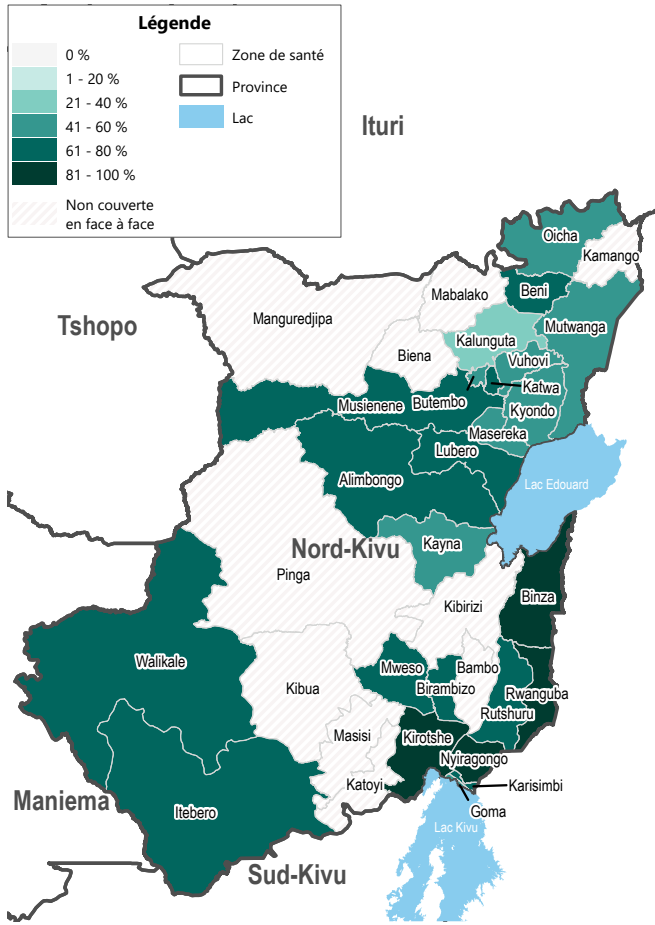 Légende
0 %
1 - 20 %
21 - 40 %
41 - 60 %
61 - 80 %
81 - 100 %
Non couverte
en face à face
Zone de santé
Province
Lac
Ituri
Oicha
Kamango
Mabalako
Beni
Manguredjipa
Tshopo
Mutwanga
Kalunguta
Biena
Vuhovi
Katwa
Musienene
Butembo
Kyondo
Masereka
Lubero
Alimbongo
Lac Edouard
Nord-Kivu
Kayna
Pinga
Binza
Kibirizi
Walikale
Mweso
Bambo
Kibua
Birambizo
Rwanguba
Rutshuru
Masisi
Kirotshe
Nyiragongo
Katoyi
Karisimbi
Maniema
Itebero
Goma
Lac Kivu
Sud-Kivu